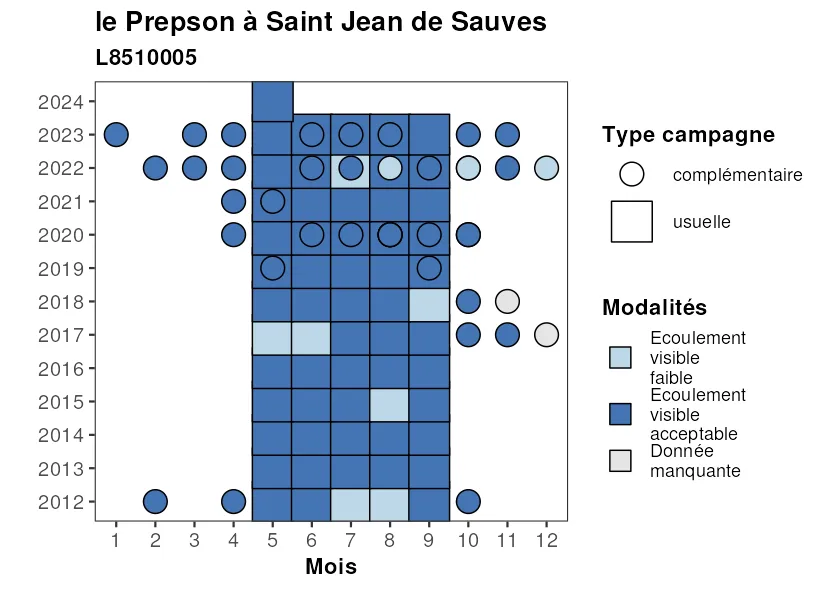 le Prepson à Saint Jean de Sauves
L8510005
2024
2023
2022
2021
2020
2019
2018
2017
2016
2015
2014
2013
2012
1 2 3 4 5 6 7 8 9 10 11 12
Mois
Type campagne
complémentaire
usuelle
Modalités
Ecoulement
visible
faible
Ecoulement
visible
acceptable
Donnée
manquante